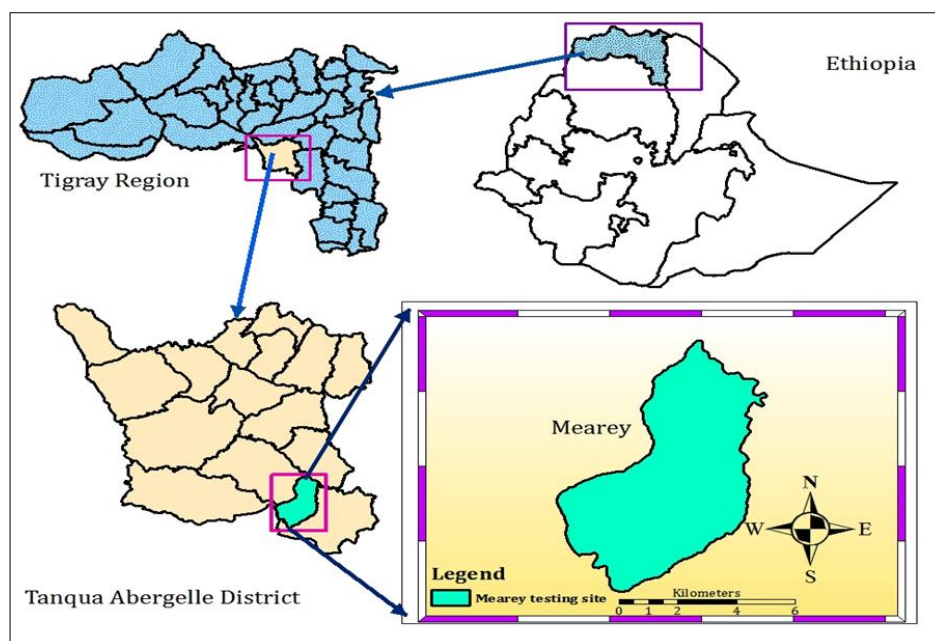 Ethiopia
Tigray Region
Tanqua Abergelle District
Mearey
N
W E
S
Legend
Mearey testing site
Kilometers
0 1 2 4 6